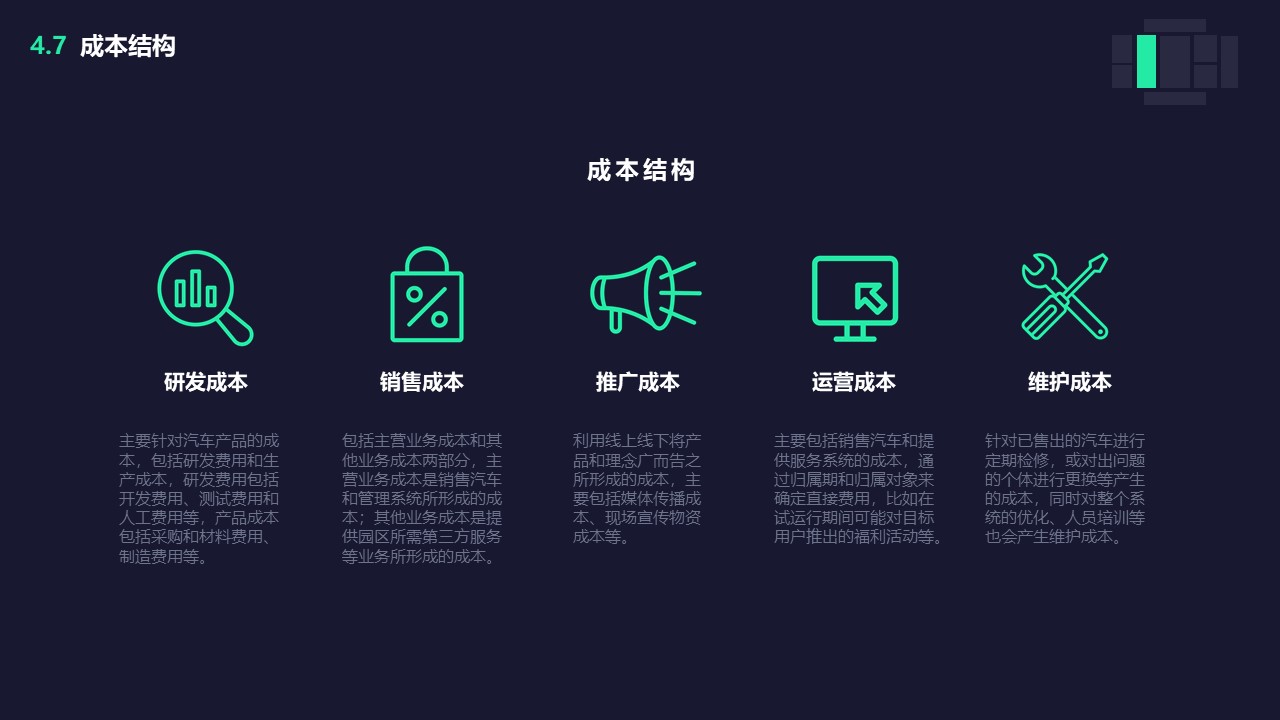 4.7 成本结构
成本结构
研发成本
销售成本
推广成本
运营成本
维护成本
主要针对汽车产品的成
本，包括研发费用和生
产成本，研发费用包括
开发费用、测试费用和
人工费用等，产品成本
包括采购和材料费用、
制造费用等。
包括主营业务成本和其
他业务成本两部分，主
营业务成本是销售汽车
和管理系统所形成的成
本；其他业务成本是提
供园区所需第三方服务
等业务所形成的成本。
利用线上线下将产
品和理念广而告之
所形成的成本，主
要包括媒体传播成
本、现场宣传物资
成本等。
主要包括销售汽车和提
供服务系统的成本，通
过归属期和归属对象来
确定直接费用，比如在
试运行期间可能对目标
用户推出的福利活动等。
针对已售出的汽车进行
定期检修，或对出问题
的个体进行更换等产生
的成本，同时对整个系
统的优化、人员培训等
也会产生维护成本。